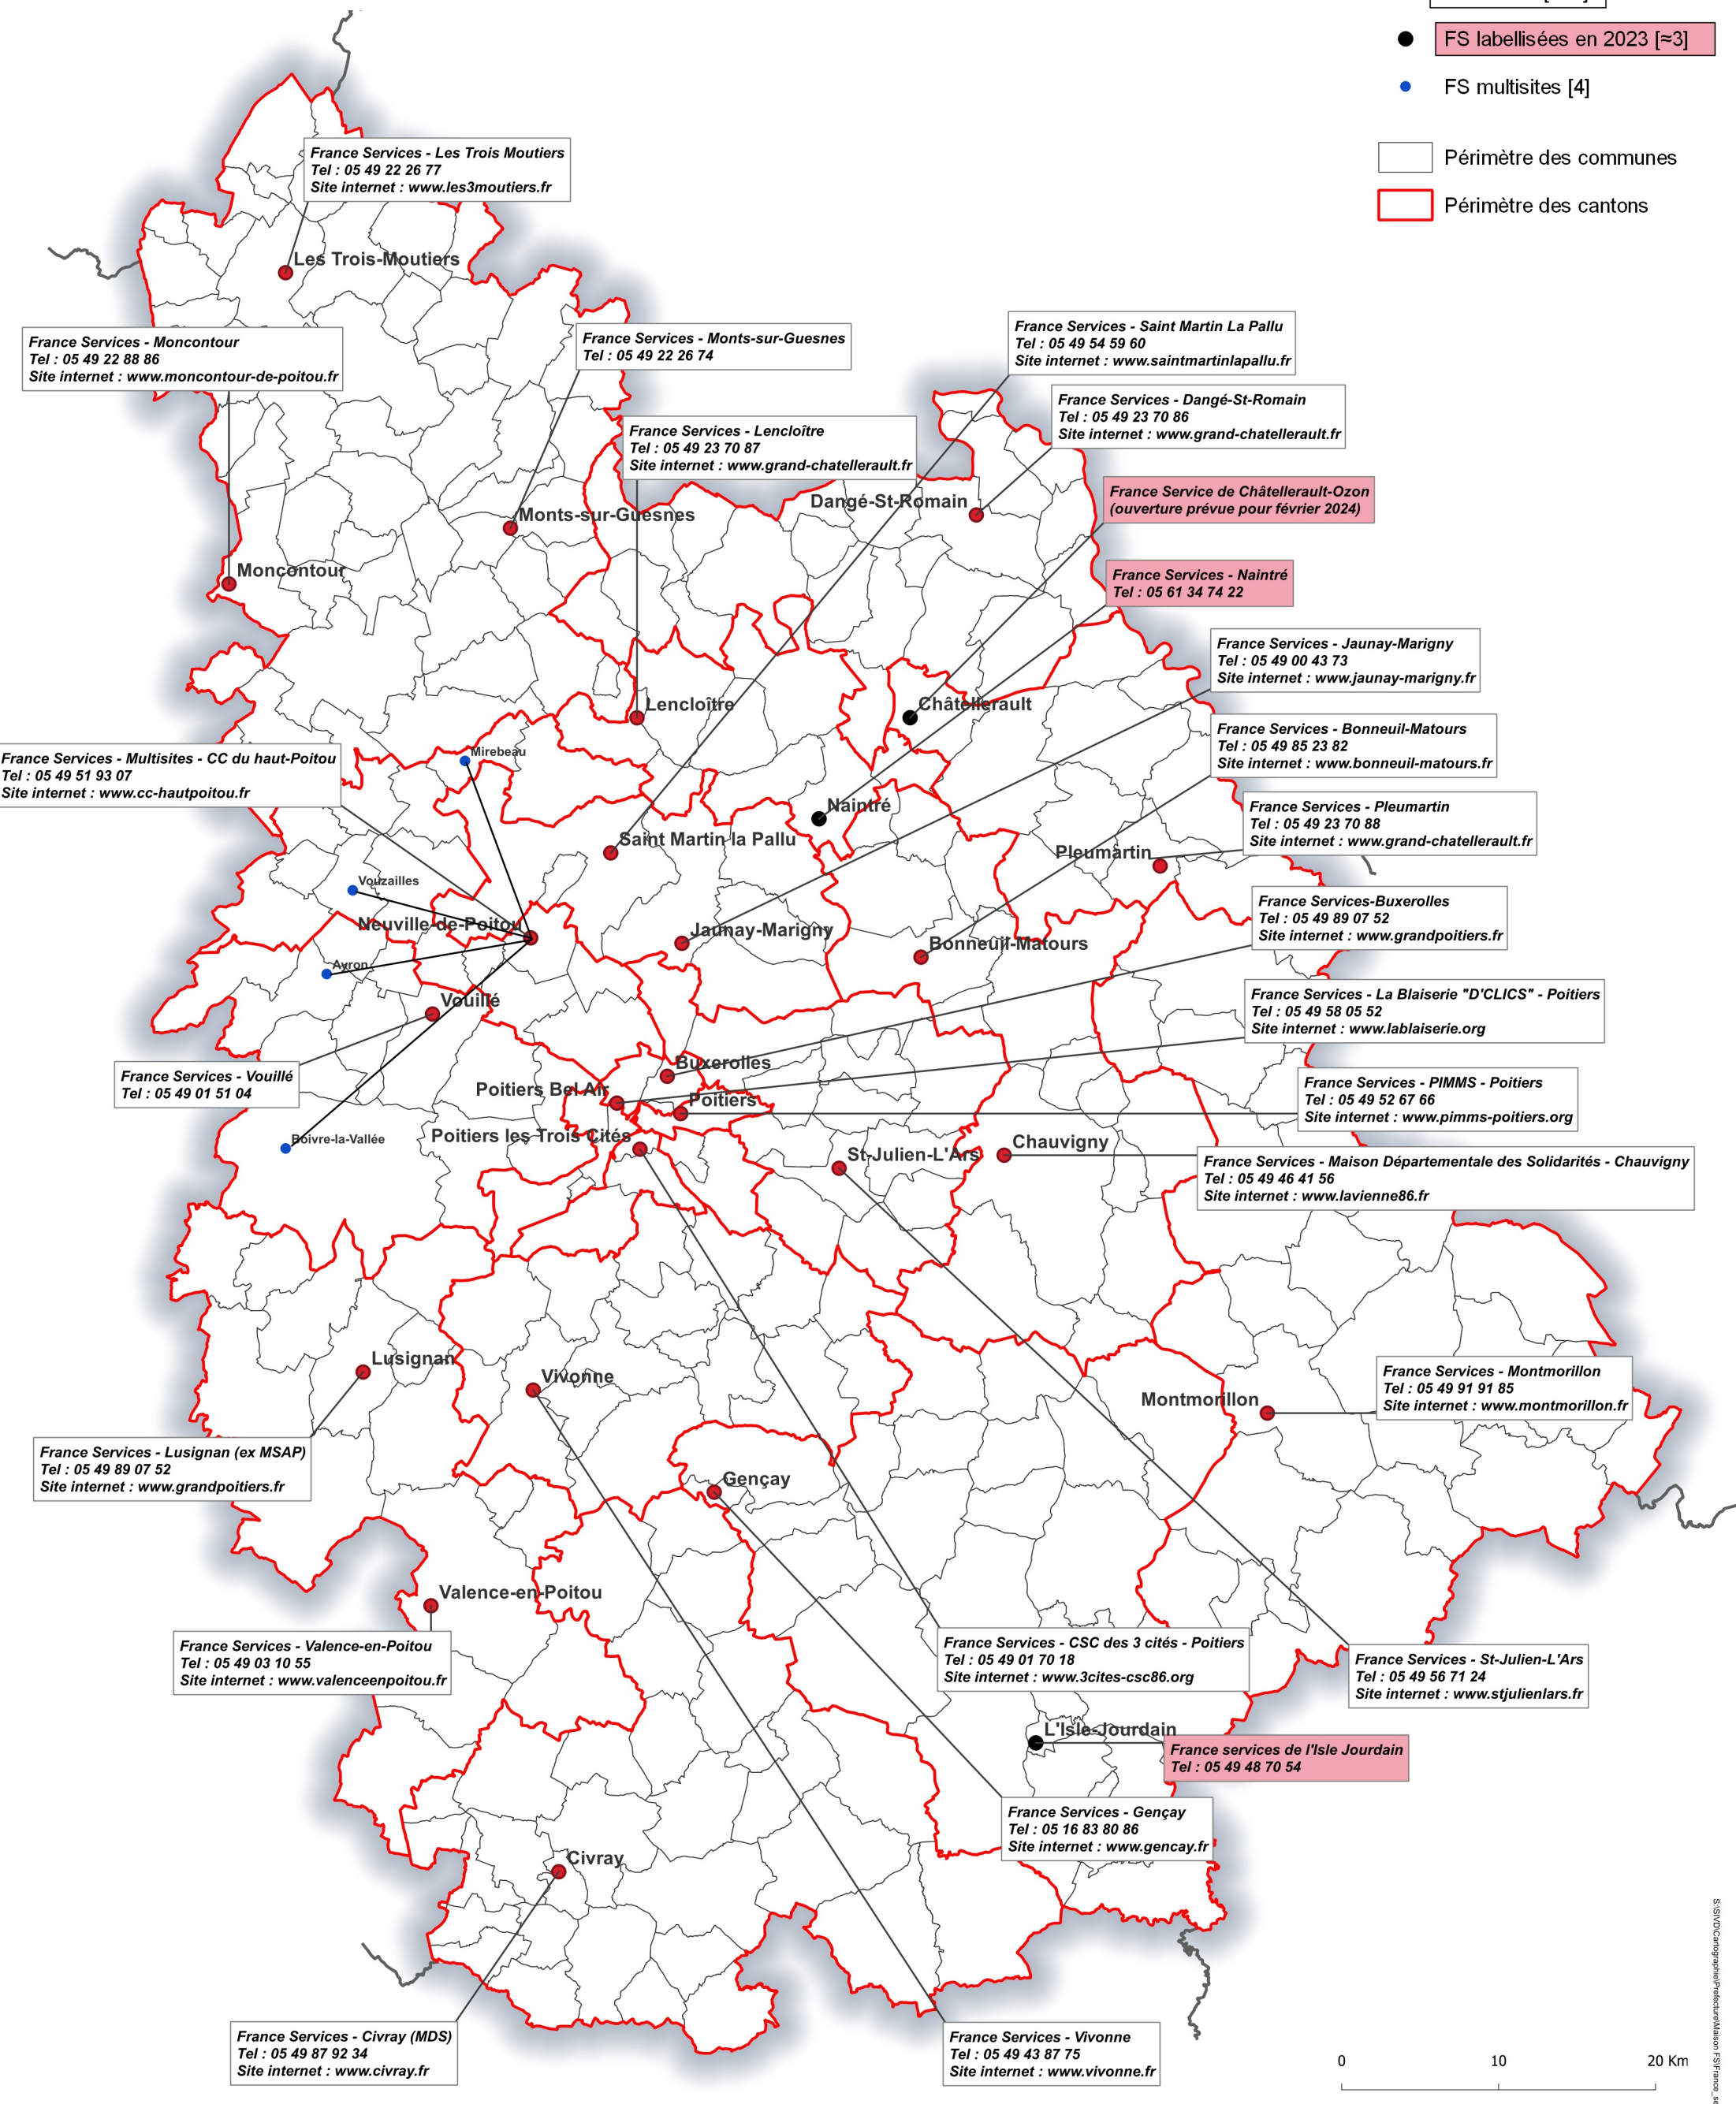 FS labellisées en 2023 [≈3]
FS multisites [4]
Périmètre des communes
Périmètre des cantons
France Services - Les Trois Moutiers
Tel : 05 49 22 26 77
Site internet : www.les3moutiers.fr
Les Trois-Moutiers
France Services - Moncontour
Tel : 05 49 22 88 86
Site internet : www.moncontour-de-poitou.fr
France Services - Monts-sur-Guesnes
Tel : 05 49 22 26 74
France Services - Saint Martin La Pallu
Tel : 05 49 54 59 60
Site internet : www.saintmartinlapallu.fr
France Services - Dangé-St-Romain
Tel : 05 49 23 70 86
Site internet : www.grand-chatellerault.fr
France Services - Lencloître
Tel : 05 49 23 70 87
Site internet : www.grand-chatellerault.fr
Dangé-St-Romain
France Service de Châtellerault-Ozon
(ouverture prévue pour février 2024)
Monts-sur-Guesnes
Moncontour
France Services - Naintré
Tel : 05 61 34 74 22
France Services - Jaunay-Marigny
Tel : 05 49 00 43 73
Site internet : www.jaunay-marigny.fr
Lencloître
Châtellerault
France Services - Bonneuil-Matours
Tel : 05 49 85 23 82
Site internet : www.bonneuil-matours.fr
France Services - Multisites - CC du haut-Poitou
Tel : 05 49 51 93 07
Site internet : www.cc-hautpoitou.fr
Mirebeau
Naintré
France Services - Pleumartin
Tel : 05 49 23 70 88
Site internet : www.grand-chatellerault.fr
Saint Martin la Pallu
Pleumartin
Vouzailles
France Services-Buxerolles
Tel : 05 49 89 07 52
Site internet : www.grandpoitiers.fr
Neuville-de-Poitou
Jaunay-Marigny
Bonneuil-Matours
Ayron
Vouillé
France Services - La Blaiserie "D'CLICS" - Poitiers
Tel : 05 49 58 05 52
Site internet : www.lablaiserie.org
France Services - Vouillé
Tel : 05 49 01 51 04
Buxerolles
Poitiers Bel Air
Poitiers
France Services - PIMMS - Poitiers
Tel : 05 49 52 67 66
Site internet : www.pimms-poitiers.org
Boivre-la-Vallée
Poitiers les Trois Cités
St-Julien-L'Ars
Chauvigny
France Services - Maison Départementale des Solidarités - Chauvigny
Tel : 05 49 46 41 56
Site internet : www.lavienne86.fr
Lusignan
Vivonne
Montmorillon
France Services - Montmorillon
Tel : 05 49 91 91 85
Site internet : www.montmorillon.fr
France Services - Lusignan (ex MSAP)
Tel : 05 49 89 07 52
Site internet : www.grandpoitiers.fr
Gençay
Valence-en-Poitou
France Services - Valence-en-Poitou
Tel : 05 49 03 10 55
Site internet : www.valenceenpoitou.fr
France Services - CSC des 3 cités - Poitiers
Tel : 05 49 01 70 18
Site internet : www.3cites-csc86.org
France Services - St-Julien-L'Ars
Tel : 05 49 56 71 24
Site internet : www.stjulienlars.fr
L'Isle-Jourdain
France services de l'Isle Jourdain
Tel : 05 49 48 70 54
France Services - Gençay
Tel : 05 16 83 80 86
Site internet : www.gencay.fr
Civray
France Services - Civray (MDS)
Tel : 05 49 87 92 34
Site internet : www.civray.fr
France Services - Vivonne
Tel : 05 49 43 87 75
Site internet : www.vivonne.fr
0 10 20 Km
S:\SIVD\Cartographie\Prefecture\Maison FS\France_se